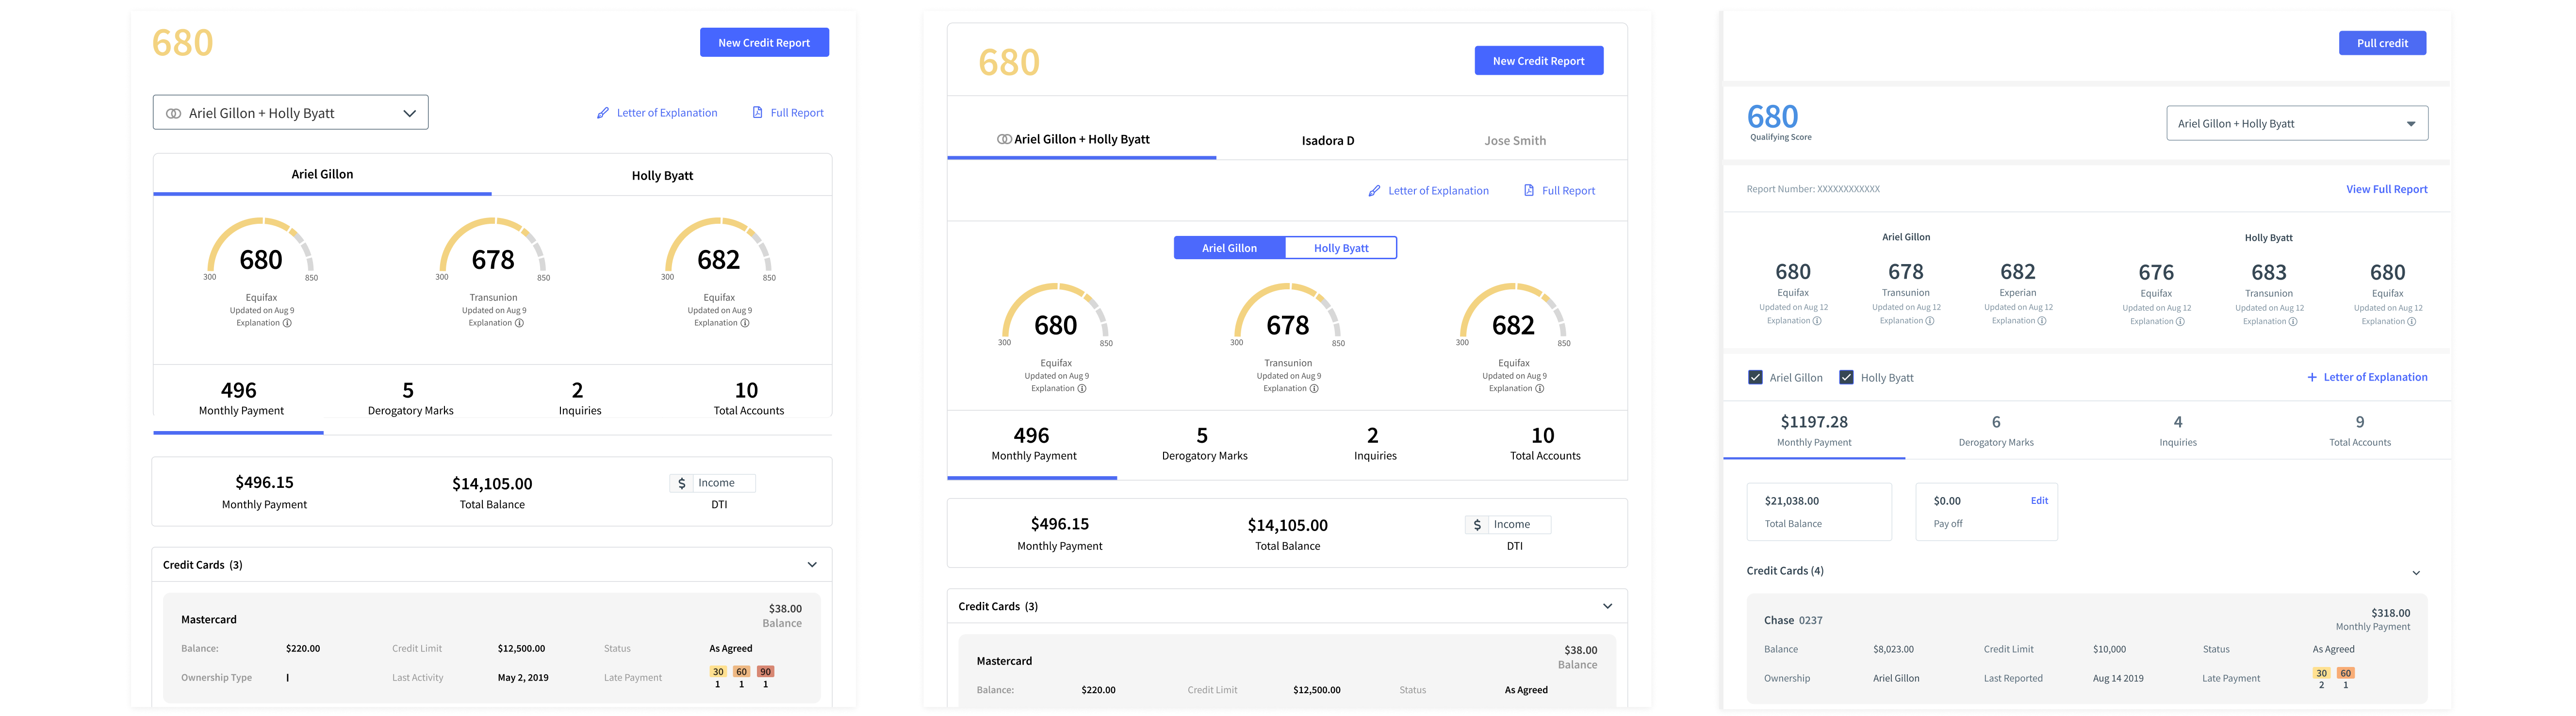 680
New Credit Report
Ariel Gillon + Holly Byatt
Letter of Explanation
Full Report
Ariel Gillon
Holly Byatt
680
678
682
300 850
300 850
300 850
Equifax
Updated on Aug 9
Explanation
Transunion
Updated on Aug 9
Explanation
Equifax
Updated on Aug 9
Explanation
496
Monthly Payment
5
Derogatory Marks
2
Inquiries
10
Total Accounts
$496.15
Monthly Payment
$14,105.00
Total Balance
$ Income
DTI
Credit Cards (3)
Mastercard
$38.00
Balance
Balance: $220.00 Credit Limit $12,500.00 Status As Agreed
Ownership Type I Last Activity May 2, 2019 Late Payment 30 60 90
1 1 1
680
New Credit Report
Ariel Gillon + Holly Byatt
Isadora D
Jose Smith
Letter of Explanation
Full Report
Ariel Gillon
Holly Byatt
680
678
682
300 850
300 850
300 850
Equifax
Updated on Aug 9
Explanation
Transunion
Updated on Aug 9
Explanation
Equifax
Updated on Aug 9
Explanation
496
Monthly Payment
5
Derogatory Marks
2
Inquiries
10
Total Accounts
$496.15
Monthly Payment
$14,105.00
Total Balance
$ Income
DTI
Credit Cards (3)
Mastercard
$38.00
Balance
Balance: $220.00 Credit Limit $12,500.00 Status As Agreed
Pull credit
680
Qualifying Score
Ariel Gillon + Holly Byatt
Report Number: XXXXXXXXXXXX
View Full Report
Ariel Gillon
680
Equifax
Updated on Aug 12
Explanation
678
Transunion
Updated on Aug 12
Explanation
682
Experian
Updated on Aug 12
Explanation
Holly Byatt
676
Equifax
Updated on Aug 12
Explanation
683
Transunion
Updated on Aug 12
Explanation
680
Equifax
Updated on Aug 12
Explanation
Ariel Gillon
Holly Byatt
+ Letter of Explanation
$1197.28
Monthly Payment
6
Derogatory Marks
4
Inquiries
9
Total Accounts
$21,038.00
Total Balance
$0.00 Edit
Pay off
Credit Cards (4)
Chase 0237
$318.00
Monthly Payment
Balance $8,023.00 Credit Limit $10,000 Status As Agreed
Ownership Ariel Gillon Last Reported Aug 14 2019 Late Payment 30 60
2 1